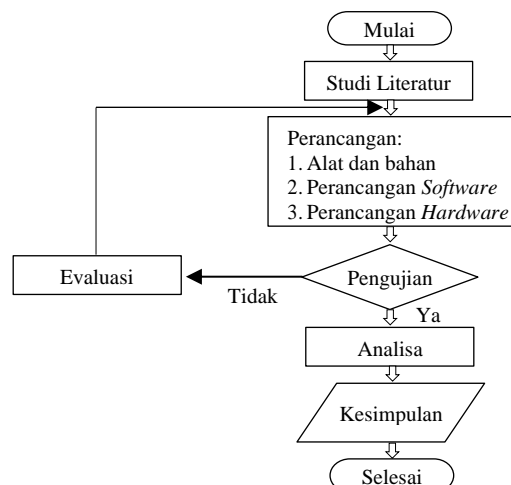 Mulai
Studi Literatur
Perancangan:
1. Alat dan bahan
2. Perancangan Software
3. Perancangan Hardware
Pengujian
Evaluasi
Tidak
Ya
Analisa
Kesimpulan
Selesai